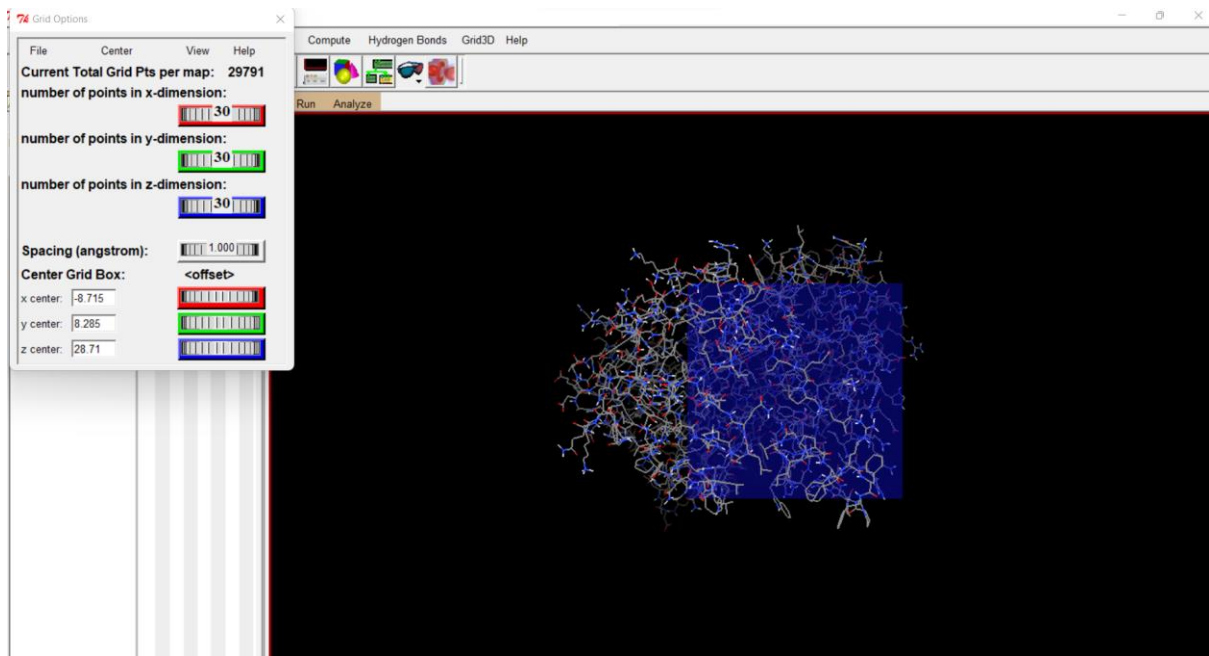 Grid Options
File Center View Help
Current Total Grid Pts per map: 29791
number of points in x-dimension:
30
number of points in y-dimension:
30
number of points in z-dimension:
30
Spacing (angstrom): 1.000
Center Grid Box: <offset>
x center: -8.715
y center: 8.285
z center: 28.71
Compute Hydrogen Bonds Grid3D Help
Run Analyze